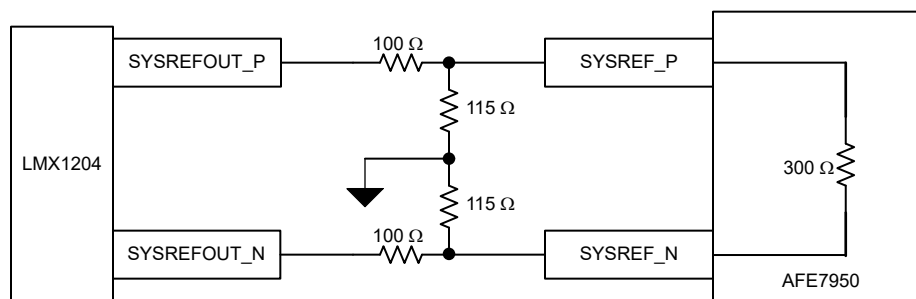 100 Ω
SYSREFOUT_P
SYSREF_P
115 Ω
LMX1204
300 Ω
115 Ω
100 Ω
SYSREFOUT_N
SYSREF_N
AFE7950